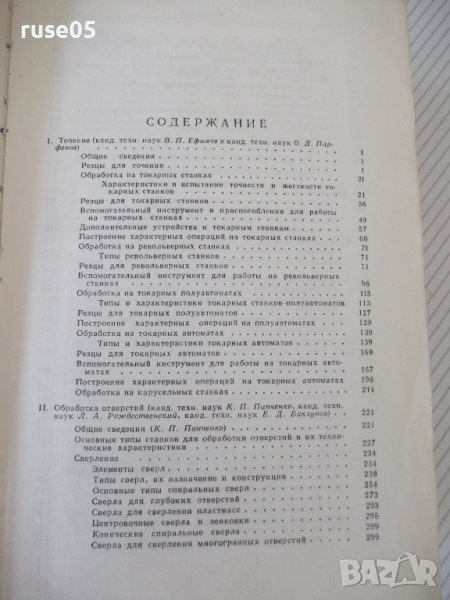 ruse05
СОДЕРЖАНИЕ
I. Точение (канд. техн. наук В. П. Ефимов и канд. техн. наук О. Д. Пар-
фенов) 1
Общие сведения 1
Резцы для точения 1
Обработка на токарных станках 21
Характеристики и испытание точности и жесткости то-
карных станков 21
Резцы для токарных станков 36
Вспомогательный инструмент и приспособления для работы
на токарных станках 49
Дополнительные устройства к токарным станкам 57
Построение характерных операций на токарных станках 60
Обработка на револьверных станках 71
Типы револьверных станков 71
Резцы для револьверных станков 71
Вспомогательный инструмент для работы на револьверных
станках 96
Обработка на токарных полуавтоматах 113
Типы и характеристики токарных станков-полуавтоматов 113
Резцы для токарных полуавтоматов 127
Построение характерных операций на полуавтоматах 129
Обработка на токарных автоматах 139
Типы и характеристики токарных автоматов 139
Резцы для токарных автоматов 160
Вспомогательный инструмент для работы на токарных авто-
матах 167
Построение характерных операций на токарных автоматах 196
Обработка на карусельных станках 214
II. Обработка отверстий (канд. техн. наук К. П. Панченко, канд. техн.
наук Л. А. Рождественский, канд. техн. наук Е. Д. Баклунов) 221
Общие сведения (К. П. Панченко) 221
Основные типы станков для обработки отверстий и их техни-
ческие характеристики 227
Сверление 234
Элементы сверл 234
Типы сверл, их назначение и конструкция 238
Основные типы спиральных сверл 254
Сверла для глубоких отверстий 273
Сверла для сверления пластмасс 293
Центровочные сверла и зенковки 295
Конические спиральные сверла 299
Сверла для сверления многогранных отверстий 299
BAZAR
bg